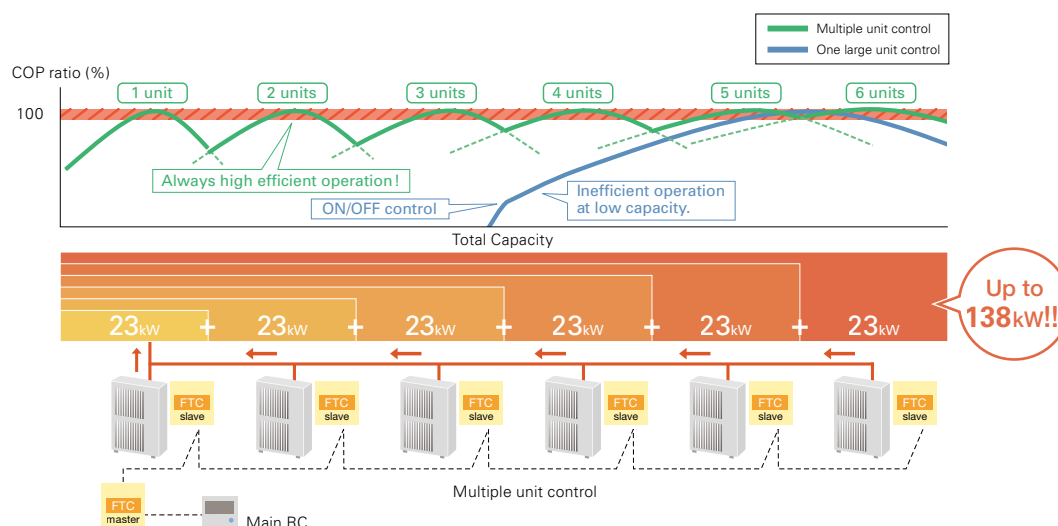 Multiple unit control
One large unit control
COP ratio (%)
100
1 unit
2 units
3 units
4 units
5 units
6 units
Always high efficient operation!
ON/OFF control
Inefficient operation
at low capacity.
Total Capacity
23kW + 23kW + 23kW + 23kW + 23kW + 23kW
Up to
138kW!!
FTC
slave
FTC
slave
FTC
slave
FTC
slave
FTC
slave
FTC
slave
Multiple unit control
FTC
master
Main RC